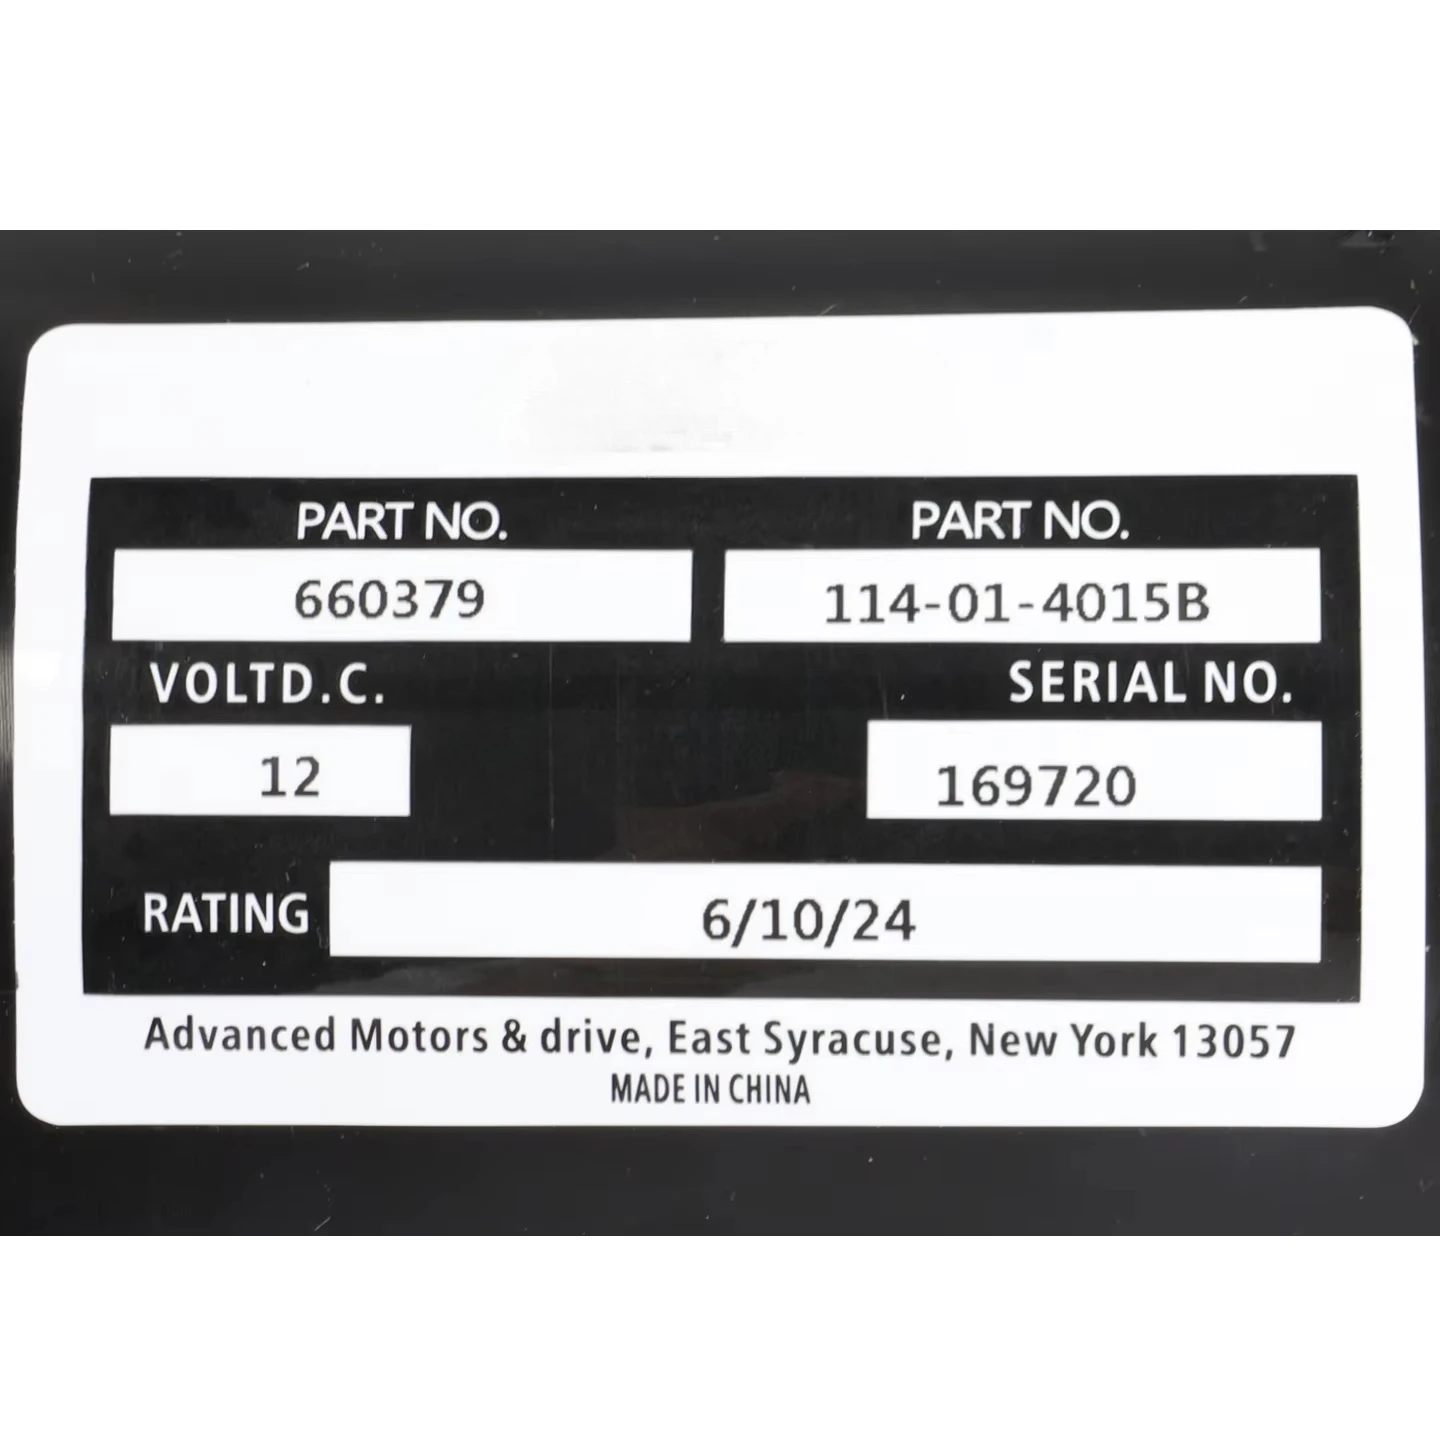 PART NO. PART NO.
660379 114-01-4015B
VOLTD.C. SERIAL NO.
12 169720
RATING 6/10/24
Advanced Motors & drive, East Syracuse, New York 13057
MADE IN CHINA